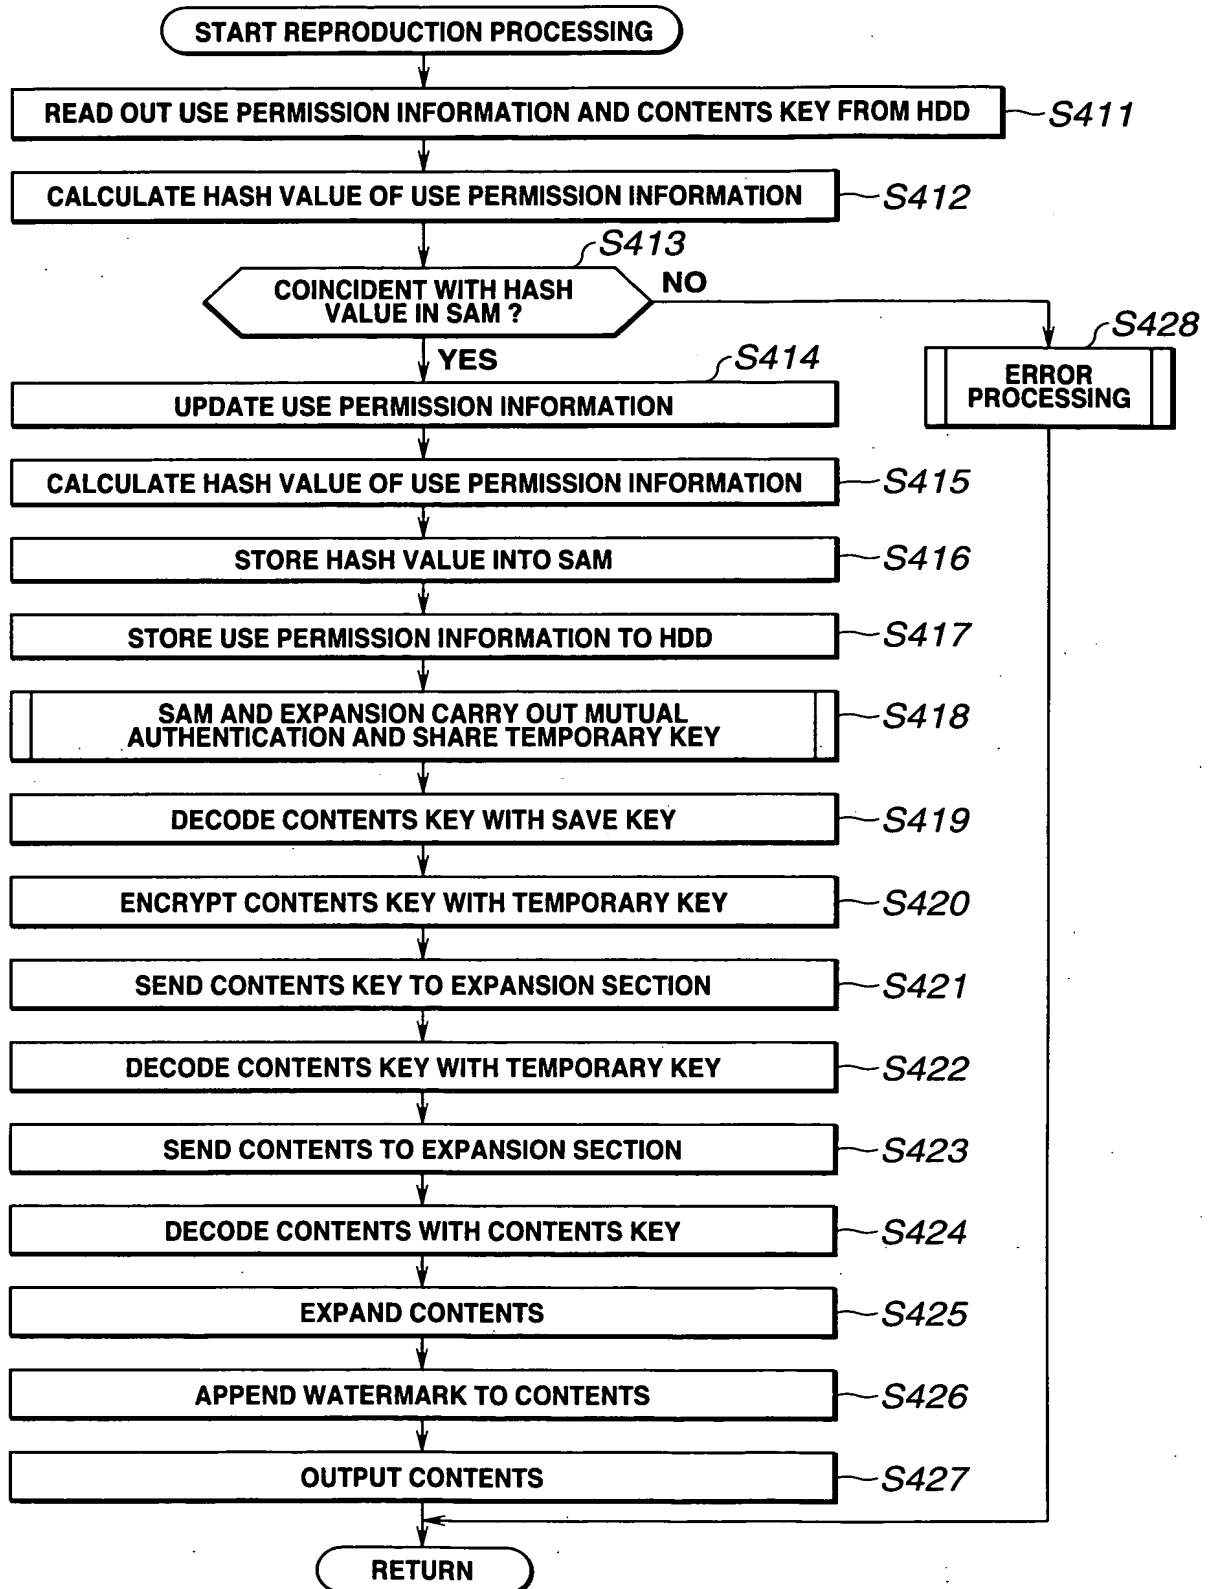 START REPRODUCTION PROCESSING
READ OUT USE PERMISSION INFORMATION AND CONTENTS KEY FROM HDD
S411
CALCULATE HASH VALUE OF USE PERMISSION INFORMATION
S412
S413
COINCIDENT WITH HASH
VALUE IN SAM ?
NO
S428
ERROR
PROCESSING
YES
S414
UPDATE USE PERMISSION INFORMATION
CALCULATE HASH VALUE OF USE PERMISSION INFORMATION
S415
STORE HASH VALUE INTO SAM
S416
STORE USE PERMISSION INFORMATION TO HDD
S417
SAM AND EXPANSION CARRY OUT MUTUAL
AUTHENTICATION AND SHARE TEMPORARY KEY
S418
DECODE CONTENTS KEY WITH SAVE KEY
S419
ENCRYPT CONTENTS KEY WITH TEMPORARY KEY
S420
SEND CONTENTS KEY TO EXPANSION SECTION
S421
DECODE CONTENTS KEY WITH TEMPORARY KEY
S422
SEND CONTENTS TO EXPANSION SECTION
S423
DECODE CONTENTS WITH CONTENTS KEY
S424
EXPAND CONTENTS
S425
APPEND WATERMARK TO CONTENTS
S426
OUTPUT CONTENTS
S427
RETURN